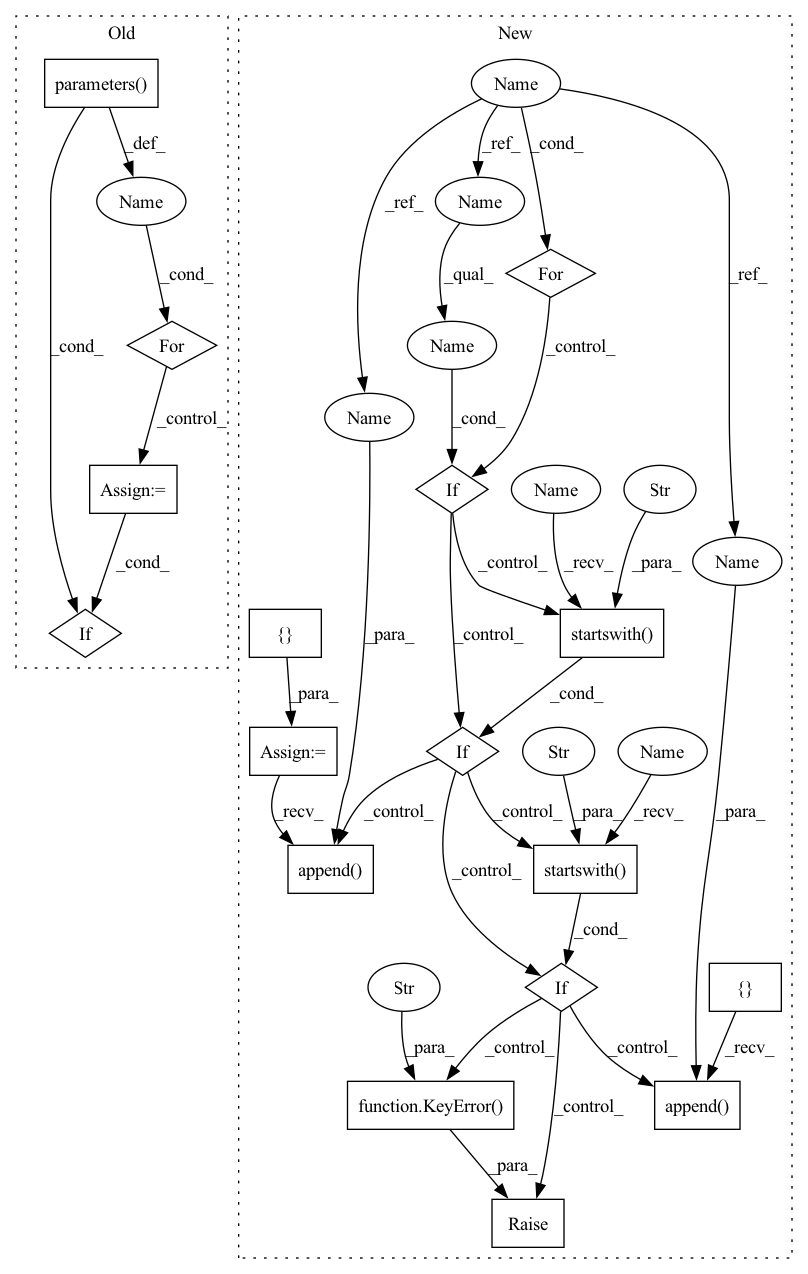 Old
New
parameters()
Name
_def_
_ref_
_cond_
Name
Name
_ref_
_ref_
_cond_
_qual_
For
_cond_
For
Name
_control_
_control_
Name
_cond_
Assign:=
If
Name
Str
_cond_
_control_
_recv_
_para_
Name
If
{}
_para_
_control_
startswith()
_para_
_cond_
Assign:=
If
Str
Name
_recv_
_control_
_control_
_para_
_recv_
_para_
append()
_control_
startswith()
_cond_
Str
If
{}
_para_
_control_
_control_
_recv_
function.KeyError()
_control_
append()
_para_
Raise